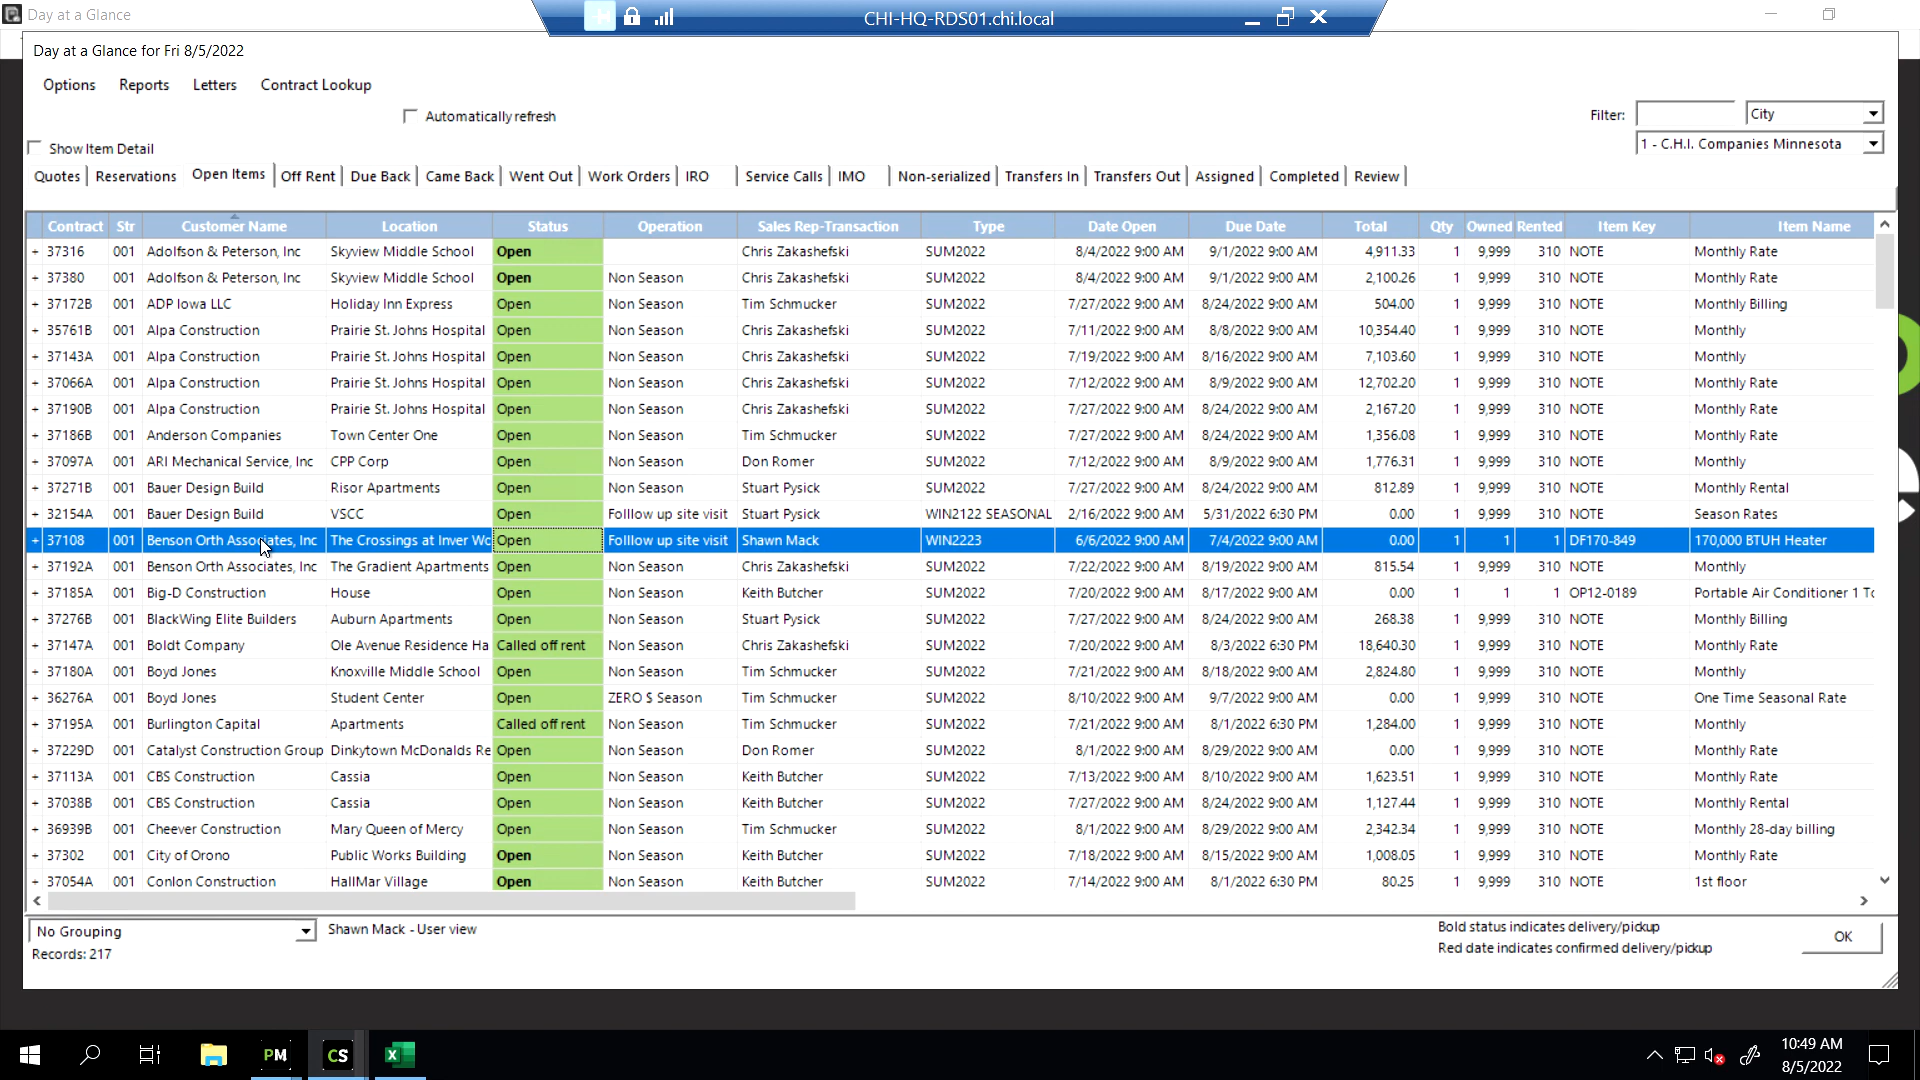 Day at a Glance
CHI-HQ-RDS01.chi.local
Day at a Glance for Fri 8/5/2022
Options Reports Letters Contract Lookup
Automatically refresh
Filter: City
Show Item Detail
1 - C.H.I. Companies Minnesota
Quotes Reservations Open Items Off Rent Due Back Came Back Went Out Work Orders IRO Service Calls IMO Non-serialized Transfers In Transfers Out Assigned Completed Review
Contract Str Customer Name Location Status Operation Sales Rep-Transaction Type Date Open Due Date Total Qty Owned Rented Item Key Item Name
+ 37316 001 Adolfson & Peterson, Inc Skyview Middle School Open Chris Zakashefski SUM2022 8/4/2022 9:00 AM 9/1/2022 9:00 AM 4,911.33 1 9,999 310 NOTE Monthly Rate
+ 37380 001 Adolfson & Peterson, Inc Skyview Middle School Open Non Season Chris Zakashefski SUM2022 8/4/2022 9:00 AM 9/1/2022 9:00 AM 2,100.26 1 9,999 310 NOTE Monthly Rate
+ 37172B 001 ADP Iowa LLC Holiday Inn Express Open Non Season Tim Schmucker SUM2022 7/27/2022 9:00 AM 8/24/2022 9:00 AM 504.00 1 9,999 310 NOTE Monthly Billing
+ 35761B 001 Alpa Construction Prairie St. Johns Hospital Open Non Season Chris Zakashefski SUM2022 7/11/2022 9:00 AM 8/8/2022 9:00 AM 10,354.40 1 9,999 310 NOTE Monthly
+ 37143A 001 Alpa Construction Prairie St. Johns Hospital Open Non Season Chris Zakashefski SUM2022 7/19/2022 9:00 AM 8/16/2022 9:00 AM 7,103.60 1 9,999 310 NOTE Monthly
+ 37066A 001 Alpa Construction Prairie St. Johns Hospital Open Non Season Chris Zakashefski SUM2022 7/12/2022 9:00 AM 8/9/2022 9:00 AM 12,702.20 1 9,999 310 NOTE Monthly Rate
+ 37190B 001 Alpa Construction Prairie St. Johns Hospital Open Non Season Chris Zakashefski SUM2022 7/27/2022 9:00 AM 8/24/2022 9:00 AM 2,167.20 1 9,999 310 NOTE Monthly Rate
+ 37186B 001 Anderson Companies Town Center One Open Non Season Tim Schmucker SUM2022 7/27/2022 9:00 AM 8/24/2022 9:00 AM 1,356.08 1 9,999 310 NOTE Monthly Rate
+ 37097A 001 ARI Mechanical Service, Inc CPP Corp Open Non Season Don Romer SUM2022 7/12/2022 9:00 AM 8/9/2022 9:00 AM 1,776.31 1 9,999 310 NOTE Monthly
+ 37271B 001 Bauer Design Build Risor Apartments Open Non Season Stuart Pysick SUM2022 7/27/2022 9:00 AM 8/24/2022 9:00 AM 812.89 1 9,999 310 NOTE Monthly Rental
+ 32154A 001 Bauer Design Build VSCC Open Folllow up site visit Stuart Pysick WIN2122 SEASONAL 2/16/2022 9:00 AM 5/31/2022 6:30 PM 0.00 1 9,999 310 NOTE Season Rates
+ 37108 001 Benson Orth Associates, Inc The Crossings at Inver Wo Open Folllow up site visit Shawn Mack WIN2223 6/6/2022 9:00 AM 7/4/2022 9:00 AM 0.00 1 1 1 DF170-849 170,000 BTUH Heater
+ 37192A 001 Benson Orth Associates, Inc The Gradient Apartments Open Non Season Chris Zakashefski SUM2022 7/22/2022 9:00 AM 8/19/2022 9:00 AM 815.54 1 9,999 310 NOTE Monthly
+ 37185A 001 Big-D Construction House Open Non Season Keith Butcher SUM2022 7/20/2022 9:00 AM 8/17/2022 9:00 AM 0.00 1 1 1 OP12-0189 Portable Air Conditioner 1 To
+ 37276B 001 BlackWing Elite Builders Auburn Apartments Open Non Season Stuart Pysick SUM2022 7/27/2022 9:00 AM 8/24/2022 9:00 AM 268.38 1 9,999 310 NOTE Monthly Billing
+ 37147A 001 Boldt Company Ole Avenue Residence Ha Called off rent Non Season Chris Zakashefski SUM2022 7/20/2022 9:00 AM 8/3/2022 6:30 PM 18,640.30 1 9,999 310 NOTE Monthly Rate
+ 37180A 001 Boyd Jones Knoxville Middle School Open Non Season Tim Schmucker SUM2022 7/21/2022 9:00 AM 8/18/2022 9:00 AM 2,824.80 1 9,999 310 NOTE Monthly
+ 36276A 001 Boyd Jones Student Center Open ZERO $ Season Tim Schmucker SUM2022 8/10/2022 9:00 AM 9/7/2022 9:00 AM 0.00 1 9,999 310 NOTE One Time Seasonal Rate
+ 37195A 001 Burlington Capital Apartments Called off rent Non Season Tim Schmucker SUM2022 7/21/2022 9:00 AM 8/1/2022 6:30 PM 1,284.00 1 9,999 310 NOTE Monthly
+ 37229D 001 Catalyst Construction Group Dinkytown McDonalds Re Open Non Season Don Romer SUM2022 8/1/2022 9:00 AM 8/29/2022 9:00 AM 0.00 1 9,999 310 NOTE Monthly Rate
+ 37113A 001 CBS Construction Cassia Open Non Season Keith Butcher SUM2022 7/13/2022 9:00 AM 8/10/2022 9:00 AM 1,623.51 1 9,999 310 NOTE Monthly Rate
+ 37038B 001 CBS Construction Cassia Open Non Season Keith Butcher SUM2022 7/27/2022 9:00 AM 8/24/2022 9:00 AM 1,127.44 1 9,999 310 NOTE Monthly Rental
+ 36939B 001 Cheever Construction Mary Queen of Mercy Open Non Season Tim Schmucker SUM2022 8/1/2022 9:00 AM 8/29/2022 9:00 AM 2,342.34 1 9,999 310 NOTE Monthly 28-day billing
+ 37302 001 City of Orono Public Works Building Open Non Season Keith Butcher SUM2022 7/18/2022 9:00 AM 8/15/2022 9:00 AM 1,008.05 1 9,999 310 NOTE Monthly Rate
+ 37054A 001 Conlon Construction HallMar Village Open Non Season Keith Butcher SUM2022 7/14/2022 9:00 AM 8/1/2022 6:30 PM 80.25 1 9,999 310 NOTE 1st floor
No Grouping Shawn Mack - User view
Bold status indicates delivery/pickup
Red date indicates confirmed delivery/pickup
OK
Records: 217
PM CS X
10:49 AM
8/5/2022